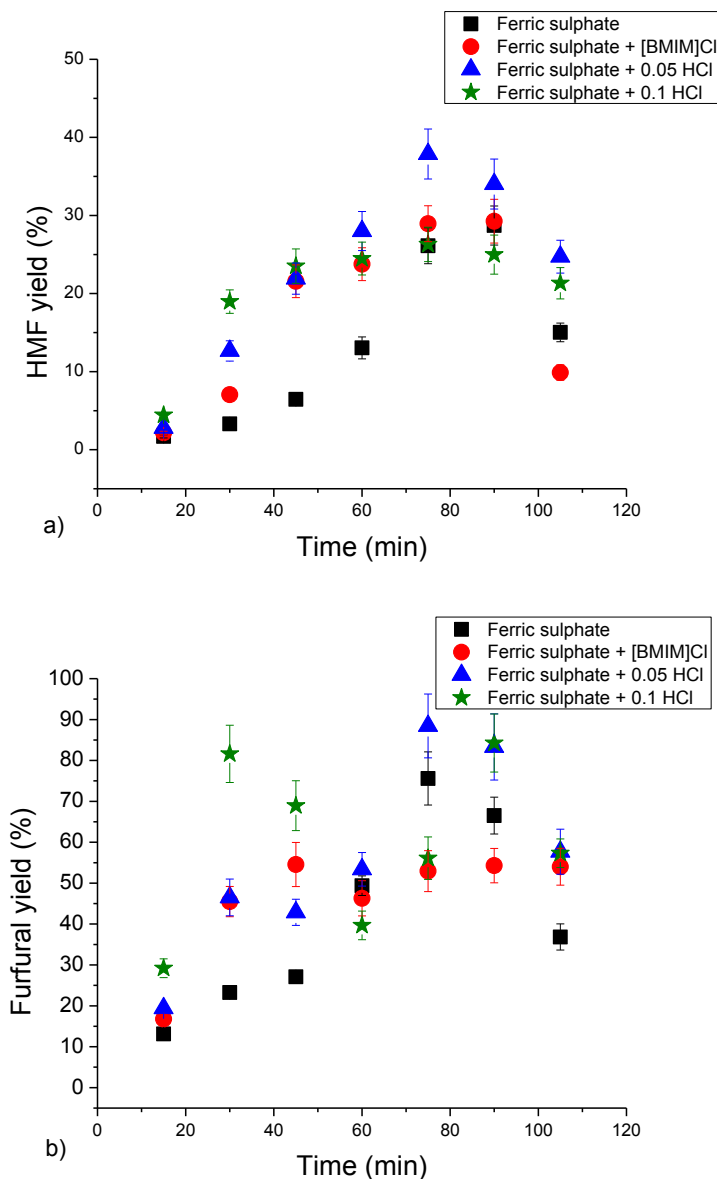 Ferric sulphate
Ferric sulphate + [BMIM]Cl
Ferric sulphate + 0.05 HCl
Ferric sulphate + 0.1 HCl
50
40
30
20
10
0
HMF yield (%)
0 20 40 60 80 100 120
a)
Time (min)
Ferric sulphate
Ferric sulphate + [BMIM]Cl
Ferric sulphate + 0.05 HCl
Ferric sulphate + 0.1 HCl
100
90
80
70
60
50
40
30
20
10
0
Furfural yield (%)
0 20 40 60 80 100 120
b)
Time (min)